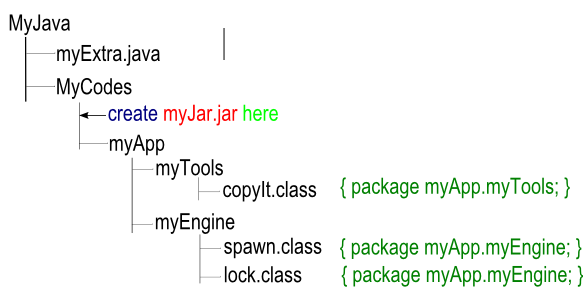 MyJava
myExtra.java
MyCodes
create myJar.jar here
myApp
myTools
copyIt.class { package myApp.myTools; }
myEngine
spawn.class { package myApp.myEngine; }
lock.class { package myApp.myEngine; }